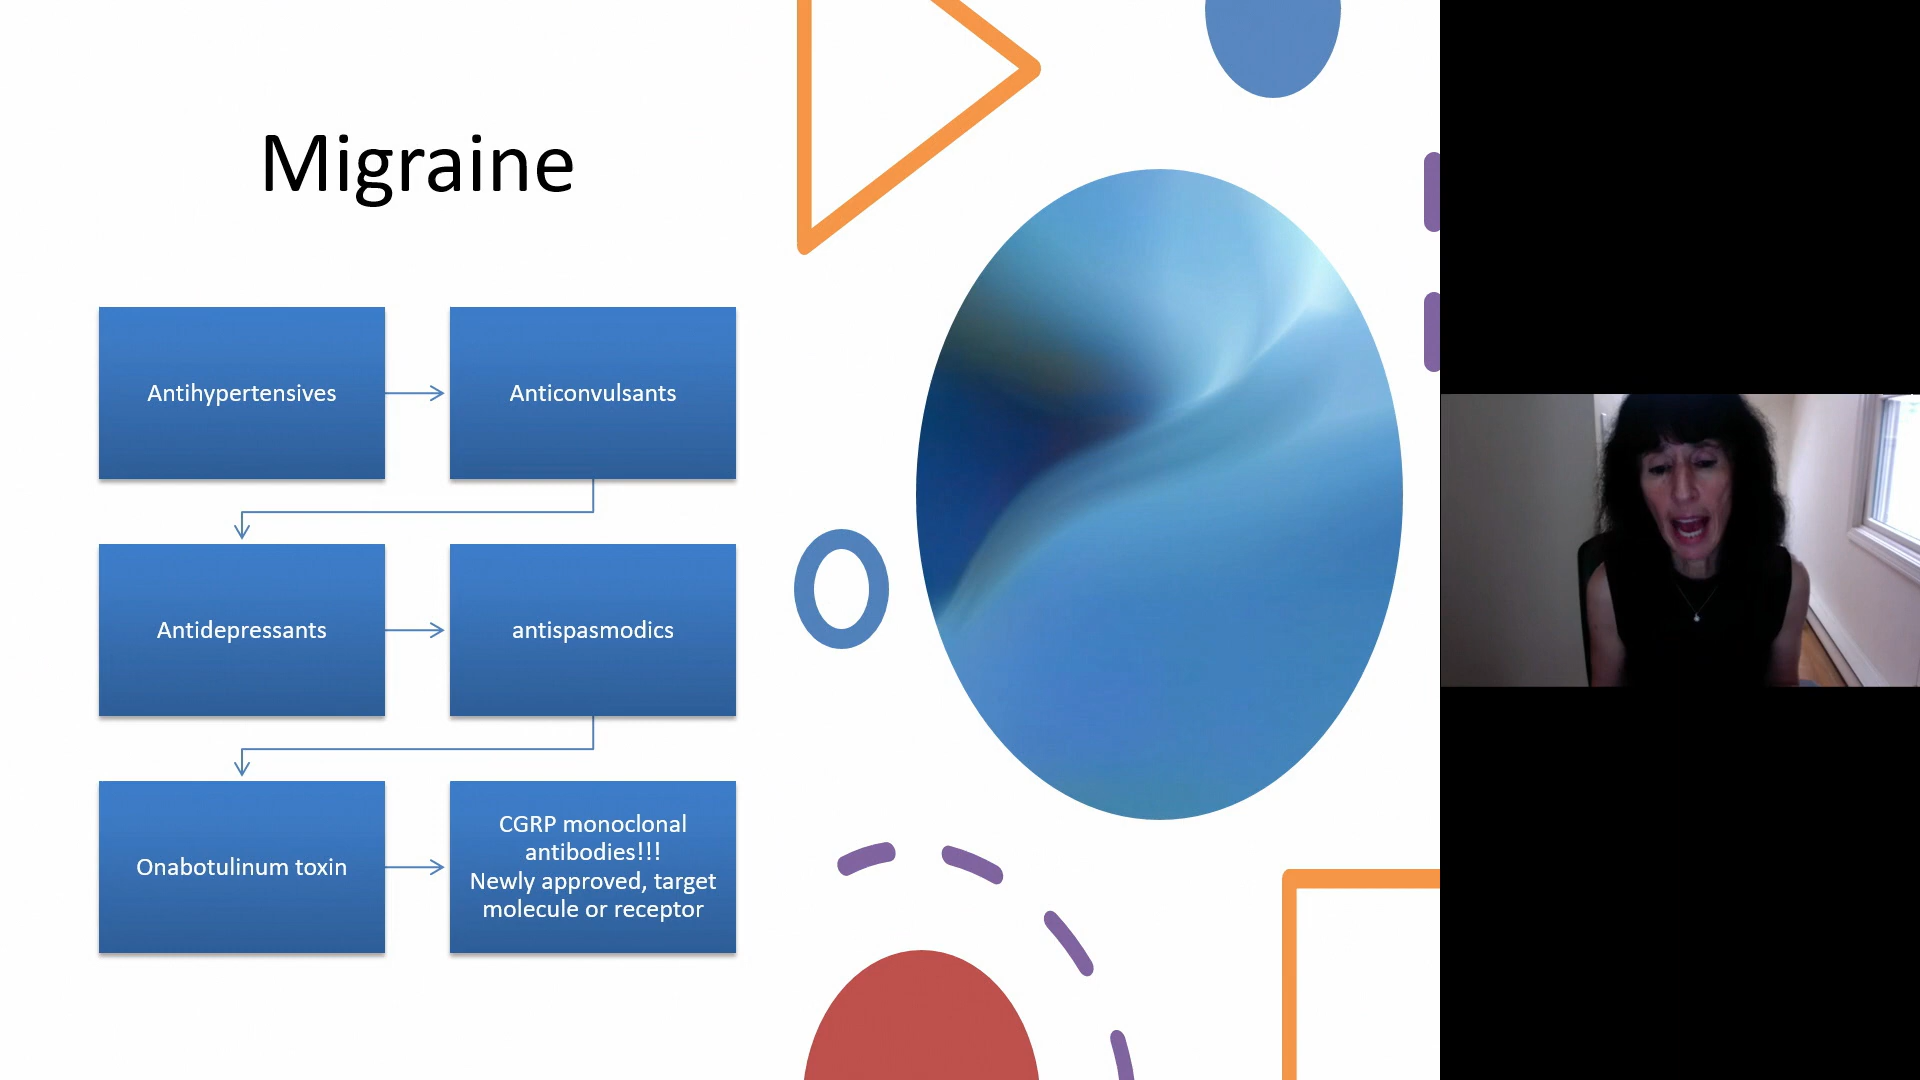 Migraine
Antihypertensives
Anticonvulsants
Antidepressants
antispasmodics
Onabotulinum toxin
CGRP monoclonal
antibodies!!!
Newly approved, target
molecule or receptor